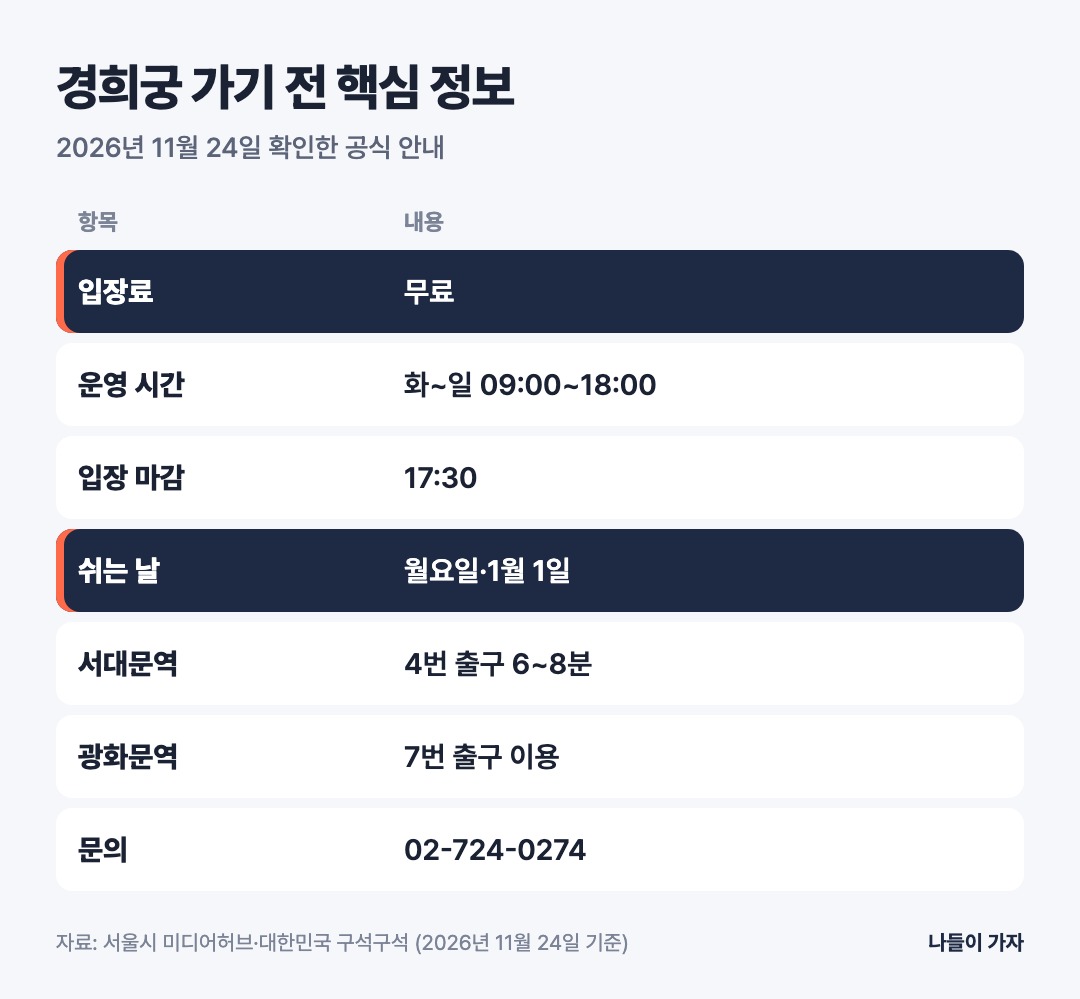 경희궁 가기 전 핵심 정보
2026년 11월 24일 확인한 공식 안내
항목 내용
입장료 무료
운영 시간 화~일 09:00~18:00
입장 마감 17:30
쉬는 날 월요일·1월 1일
서대문역 4번 출구 6~8분
광화문역 7번 출구 이용
문의 02-724-0274
자료: 서울시 미디어허브·대한민국 구석구석 (2026년 11월 24일 기준) 나들이 가자